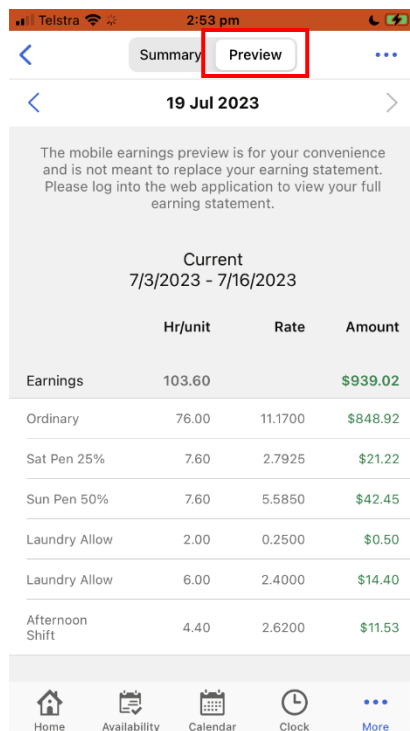 Telstra 2:53 pm
Summary Preview
19 Jul 2023
The mobile earnings preview is for your convenience
and is not meant to replace your earning statement.
Please log into the web application to view your full
earning statement.
Current
7/3/2023 - 7/16/2023
Hr/unit Rate Amount
Earnings 103.60 $939.02
Ordinary 76.00 11.1700 $848.92
Sat Pen 25% 7.60 2.7925 $21.22
Sun Pen 50% 7.60 5.5850 $42.45
Laundry Allow 2.00 0.2500 $0.50
Laundry Allow 6.00 2.4000 $14.40
Afternoon
Shift 4.40 2.6200 $11.53
Home Availability Calendar Clock More